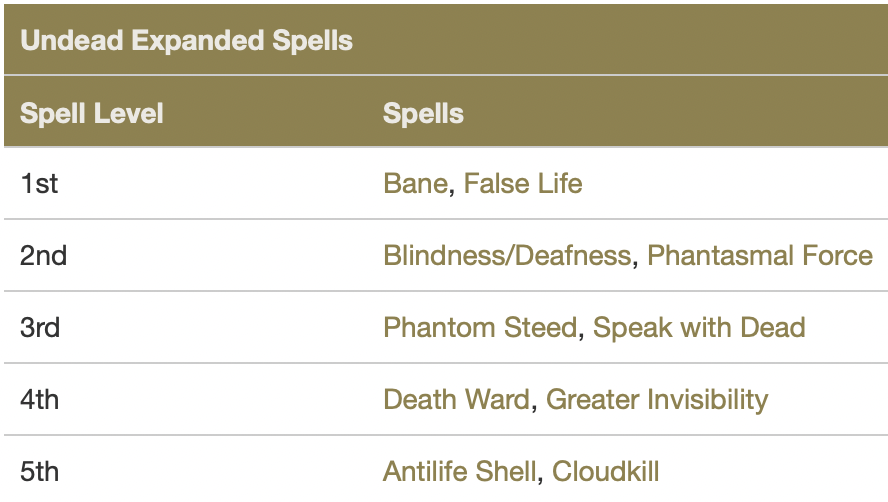 Undead Expanded Spells
Spell Level Spells
1st Bane, False Life
2nd Blindness/Deafness, Phantasmal Force
3rd Phantom Steed, Speak with Dead
4th Death Ward, Greater Invisibility
5th Antilife Shell, Cloudkill